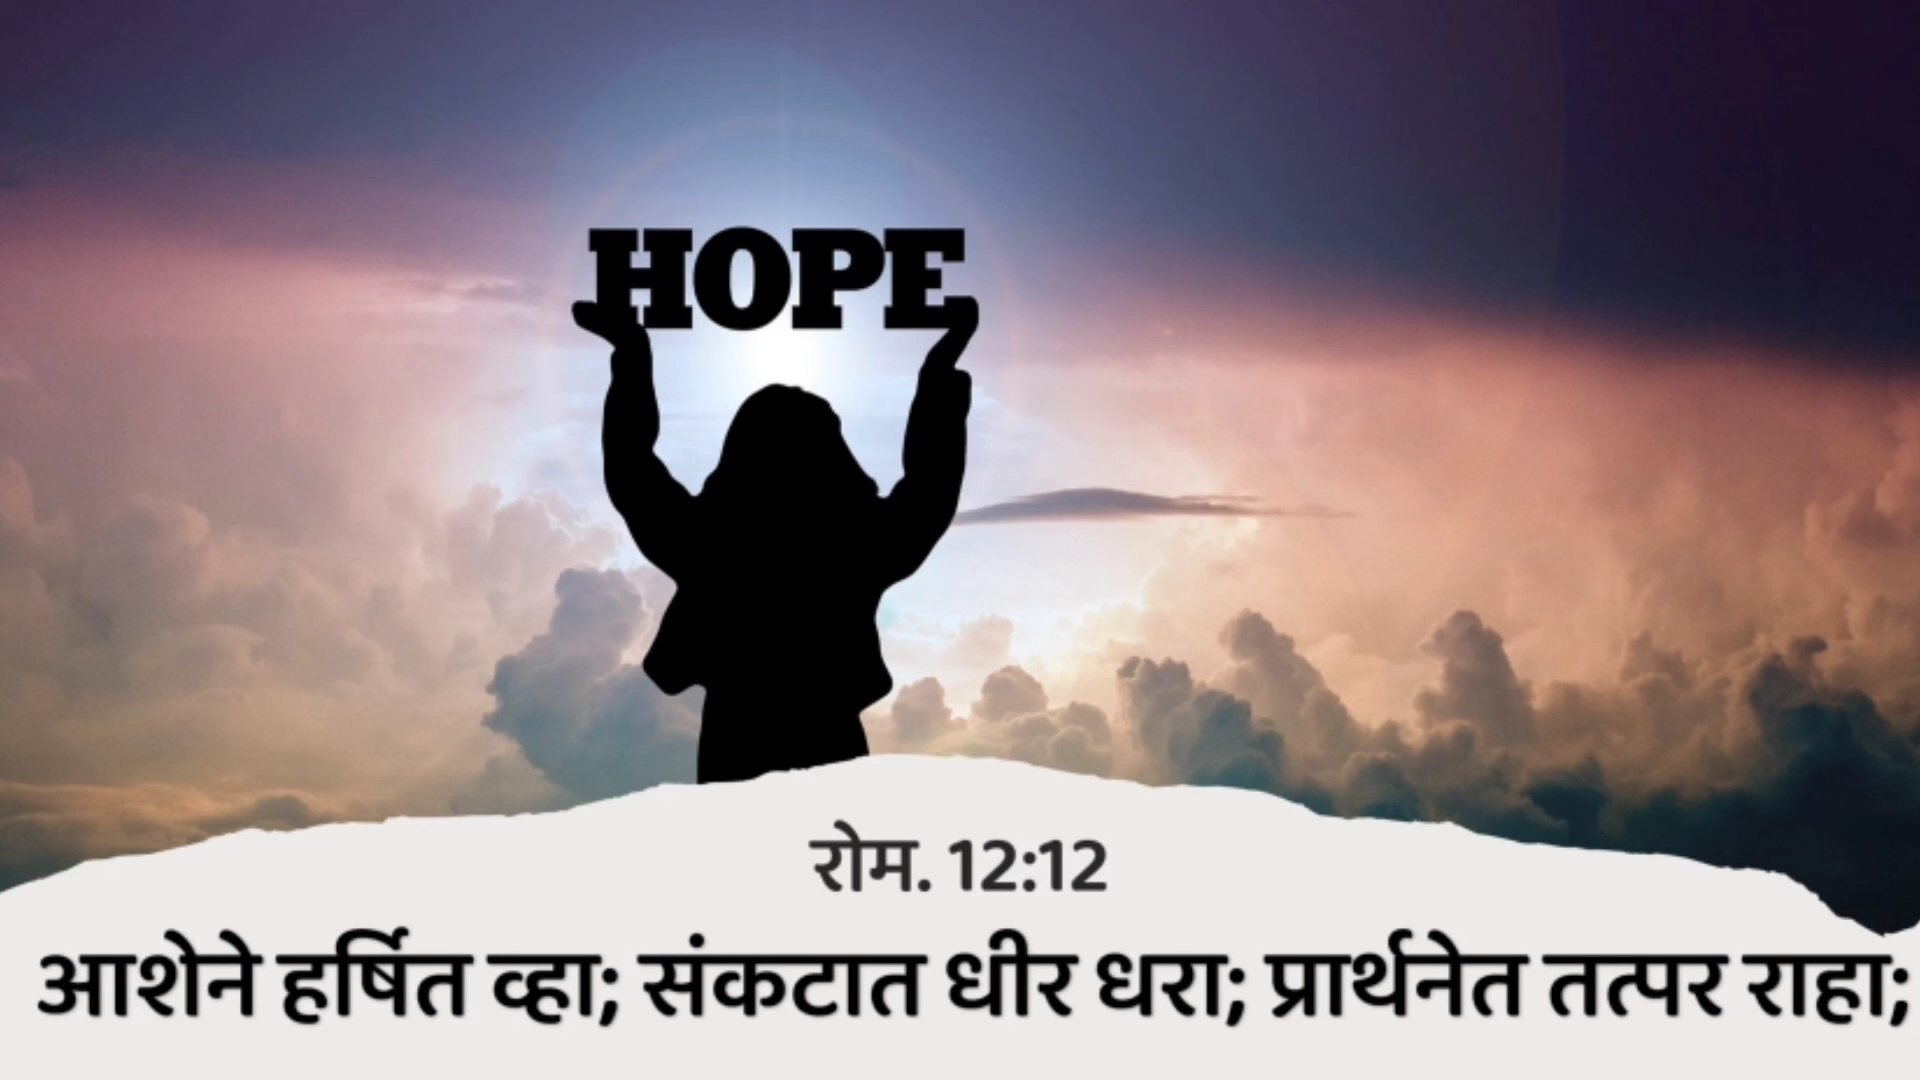 HOPE
रोम. 12:12
आशेने हर्षित व्हा; संकटात धीर धरा; प्रार्थनेत तत्पर राहा;